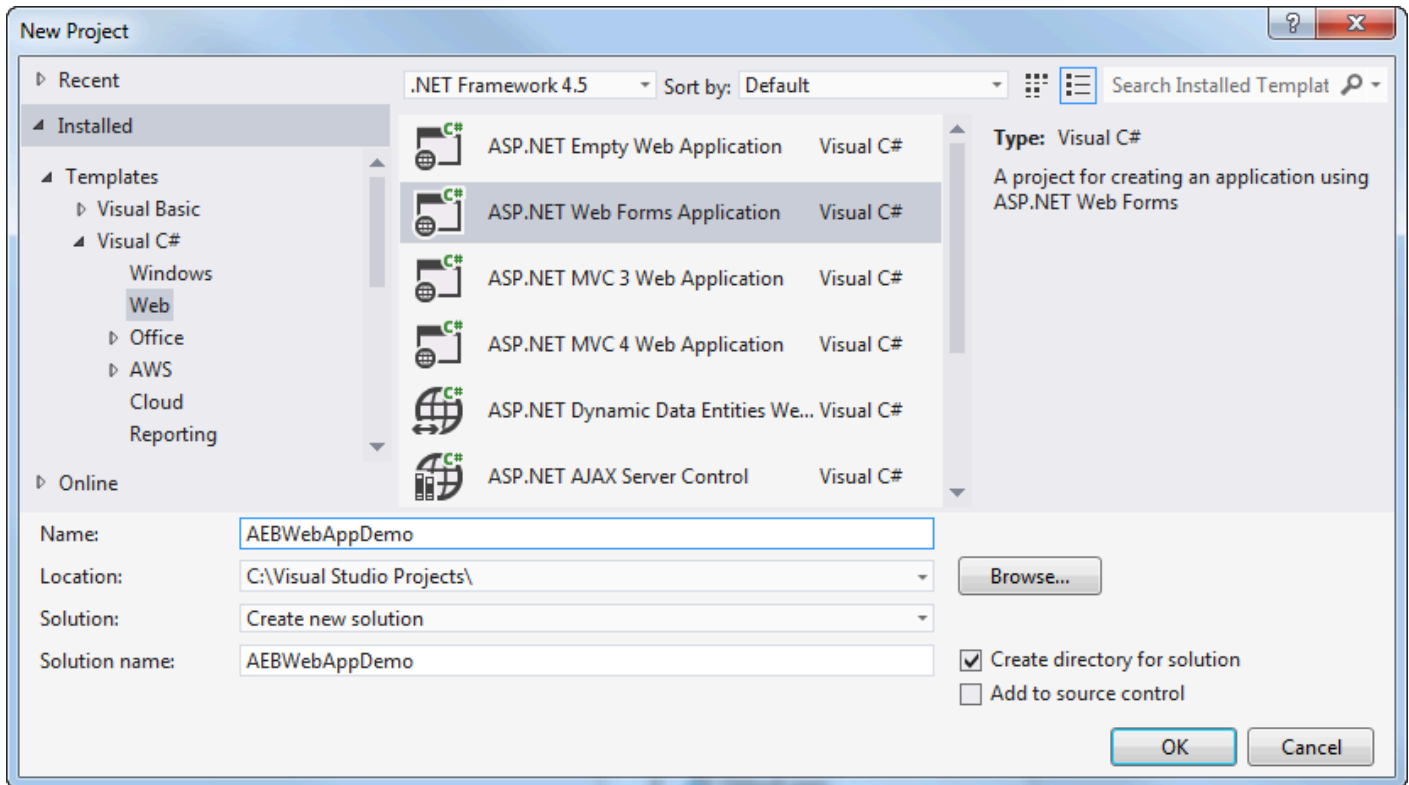 New Project
Recent
.NET Framework 4.5 Sort by: Default Search Installed Templat
Installed
Templates
Visual Basic
Visual C#
Windows
Web
Office
AWS
Cloud
Reporting
Online
C# ASP.NET Empty Web Application Visual C#
C# ASP.NET Web Forms Application Visual C#
C# ASP.NET MVC 3 Web Application Visual C#
C# ASP.NET MVC 4 Web Application Visual C#
C# ASP.NET Dynamic Data Entities We... Visual C#
C# ASP.NET AJAX Server Control Visual C#
Type: Visual C#
A project for creating an application using
ASP.NET Web Forms
Name: AEBWebAppDemo
Location: C:\Visual Studio Projects\ Browse...
Solution: Create new solution
Solution name: AEBWebAppDemo
Create directory for solution
Add to source control
OK Cancel